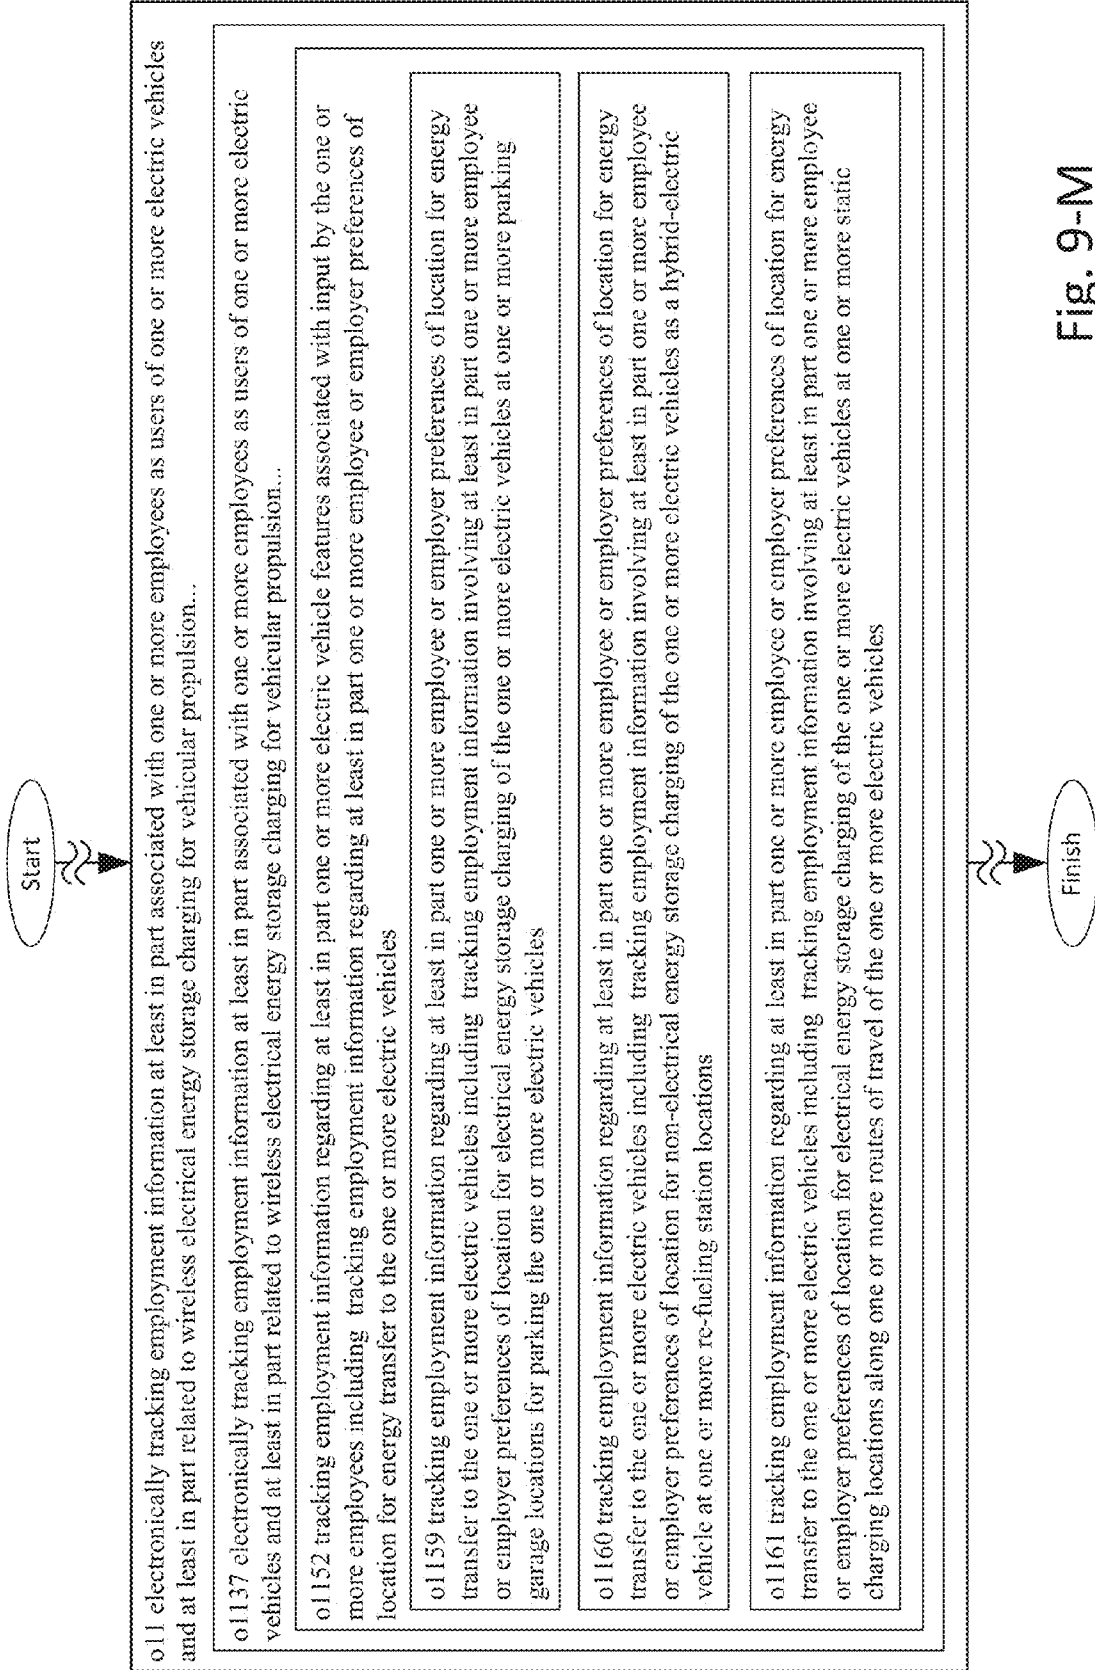 Start
o11 electronically tracking employment information at least in part associated with one or more employees as users of one or more electric vehicles
and at least in part related to wireless electrical energy storage charging for vehicular propulsion...
o1137 electronically tracking employment information at least in part associated with one or more employees as users of one or more electric
vehicles and at least in part related to wireless electrical energy storage charging for vehicular propulsion...
o1152 tracking employment information regarding at least in part one or more electric vehicle features associated with input by the one or
more employees including tracking employment information regarding at least in part one or more employee or employer preferences of
location for energy transfer to the one or more electric vehicles
o1159 tracking employment information regarding at least in part one or more employee or employer preferences of location for energy
transfer to the one or more electric vehicles including tracking employment information involving at least in part one or more employee
or employer preferences of location for electrical energy storage charging of the one or more electric vehicles at one or more parking
garage locations for parking the one or more electric vehicles
o1160 tracking employment information regarding at least in part one or more employee or employer preferences of location for energy
transfer to the one or more electric vehicles including tracking employment information involving at least in part one or more employee
or employer preferences of location for non-electrical energy storage charging of the one or more electric vehicles as a hybrid-electric
vehicle at one or more re-fueling station locations
o1161 tracking employment information regarding at least in part one or more employee or employer preferences of location for energy
transfer to the one or more electric vehicles including tracking employment information involving at least in part one or more employee
or employer preferences of location for electrical energy storage charging of the one or more electric vehicles at one or more static
charging locations along one or more routes of travel of the one or more electric vehicles
Finish
Fig. 9-M